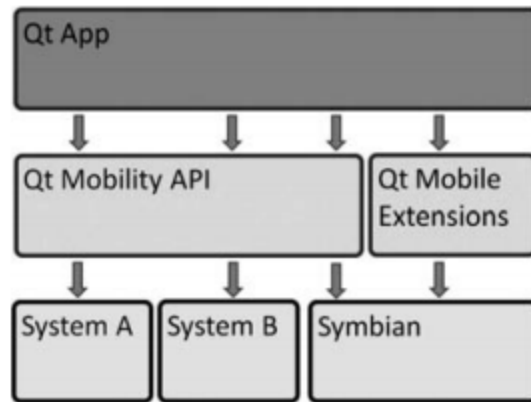 Qt App
Qt Mobility API
Qt Mobile
Extensions
System A
System B
Symbian